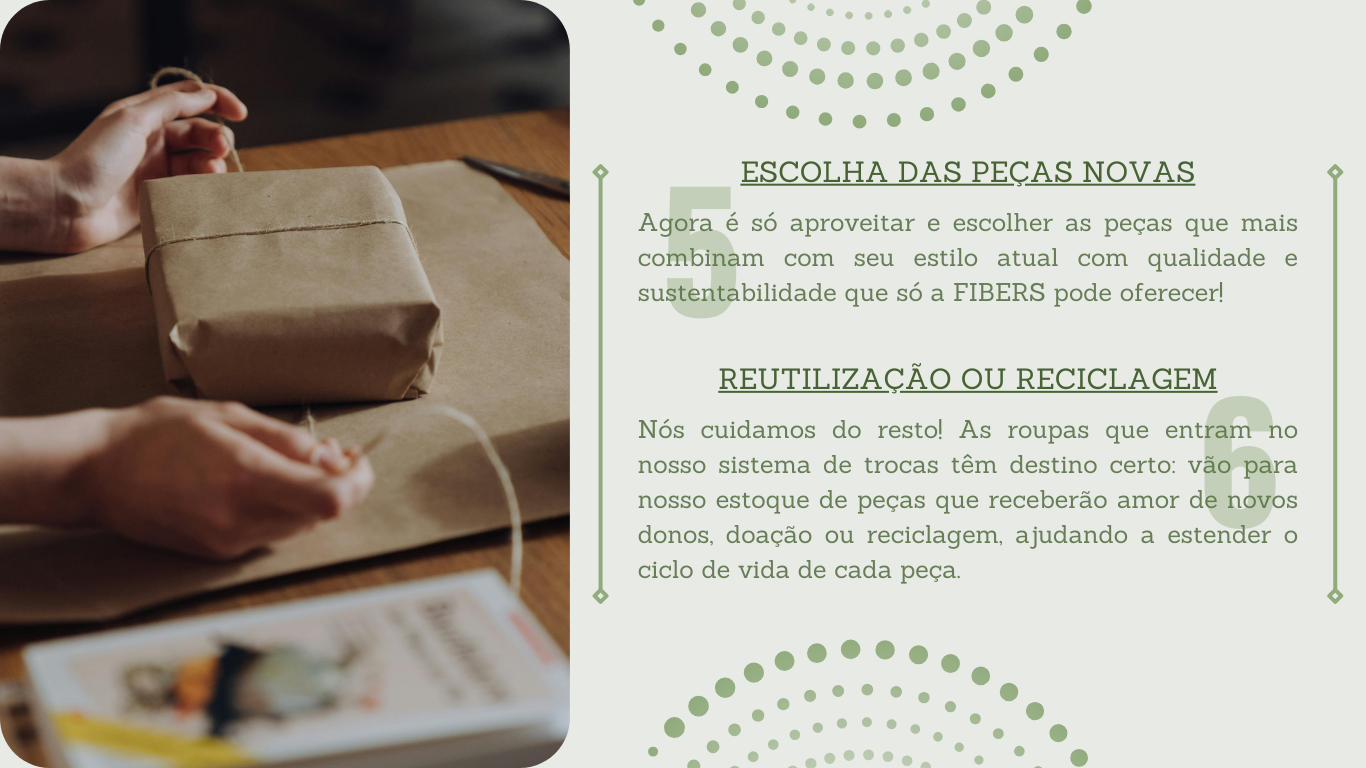 ESCOLHA DAS PEÇAS NOVAS
5
Agora é só aproveitar e escolher as peças que mais
combinam com seu estilo atual com qualidade e
sustentabilidade que só a FIBERS pode oferecer!
REUTILIZAÇÃO OU RECICLAGEM
6
Nós cuidamos do resto! As roupas que entram no
nosso sistema de trocas têm destino certo: vão para
nosso estoque de peças que receberão amor de novos
donos, doação ou reciclagem, ajudando a estender o
ciclo de vida de cada peça.